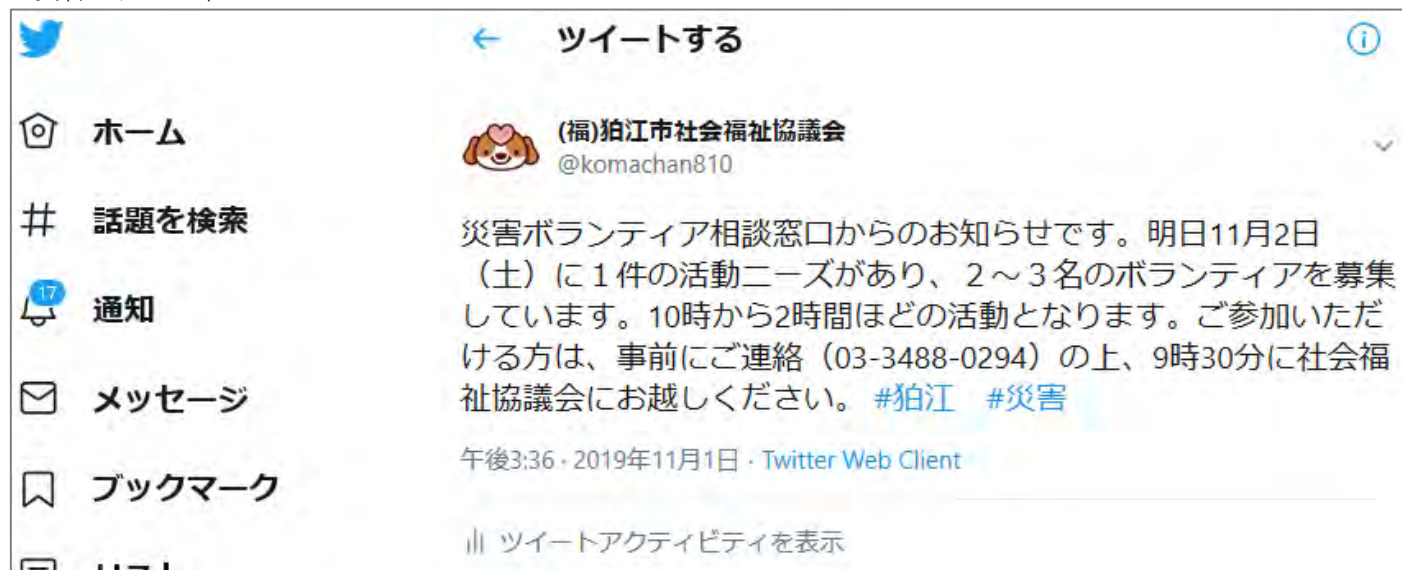 ツイートする
(福)狛江市社会福祉協議会
@komachan810
ホーム
話題を検索
17
通知
メッセージ
ブックマーク
災害ボランティア相談窓口からのお知らせです。明日11月2日
（土）に１件の活動ニーズがあり、２～３名のボランティアを募集
しています。10時から2時間ほどの活動となります。ご参加いただ
ける方は、事前にご連絡（03-3488-0294）の上、9時30分に社会福
祉協議会にお越しください。 #狛江　#災害
午後3:36 · 2019年11月1日 · Twitter Web Client
ツイートアクティビティを表示